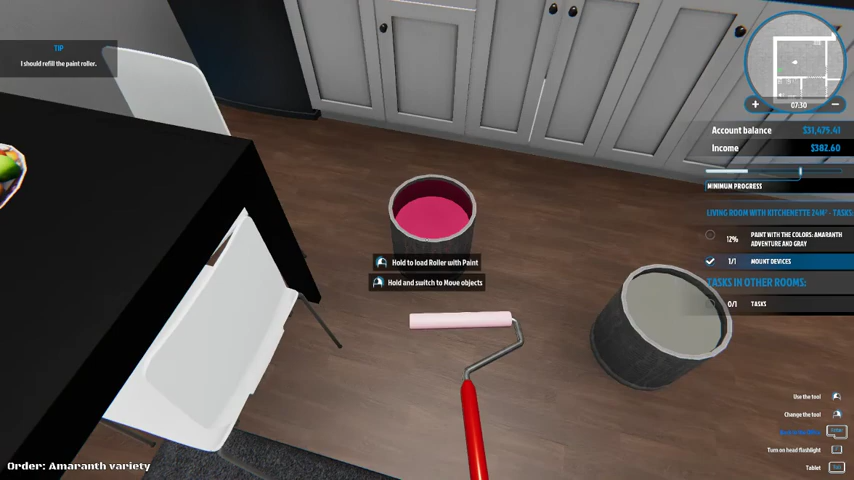 TIP
I should refill the paint roller.
07:30
Account balance $31,475.41
Income $382.60
MINIMUM PROGRESS
LIVING ROOM WITH KITCHENETTE 24M² - TASKS:
12% PAINT WITH THE COLORS: AMARANTH
ADVENTURE AND GRAY
1/1 MOUNT DEVICES
TASKS IN OTHER ROOMS:
0/1 TASKS
Hold to load Roller with Paint
Hold and switch to Move objects
Use the tool
Change the tool
Turn on head flashlight
Tablet
Order: Amaranth variety